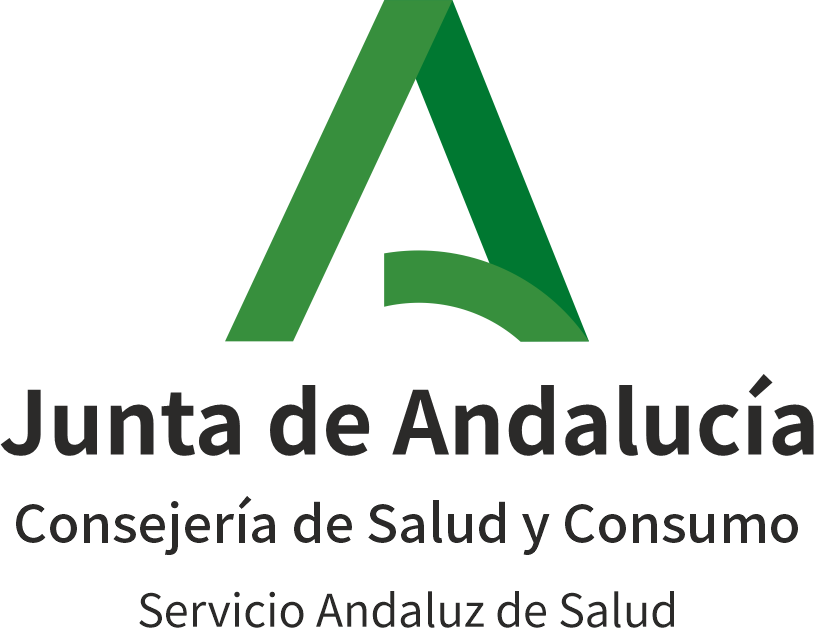 Junta de Andalucía
Consejería de Salud y Consumo
Servicio Andaluz de Salud